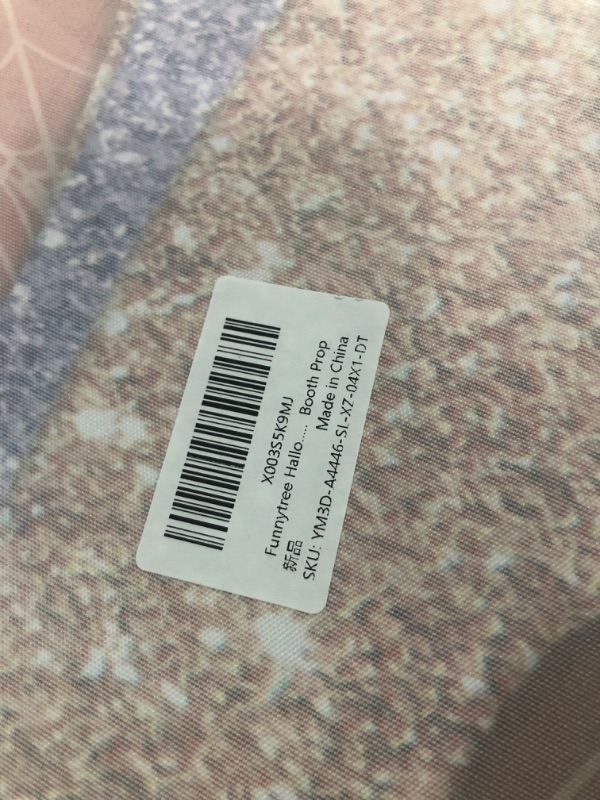 X003S5K9MJ
Funnytree Hallo..... Booth Prop
新品 Made in China
SKU: YM3D-A4446-SL-XZ-04X1-DT